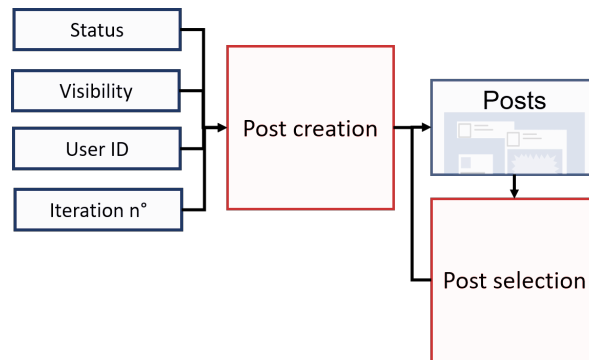 Status
Visibility
User ID
Iteration n°
Post creation
Posts
Post selection